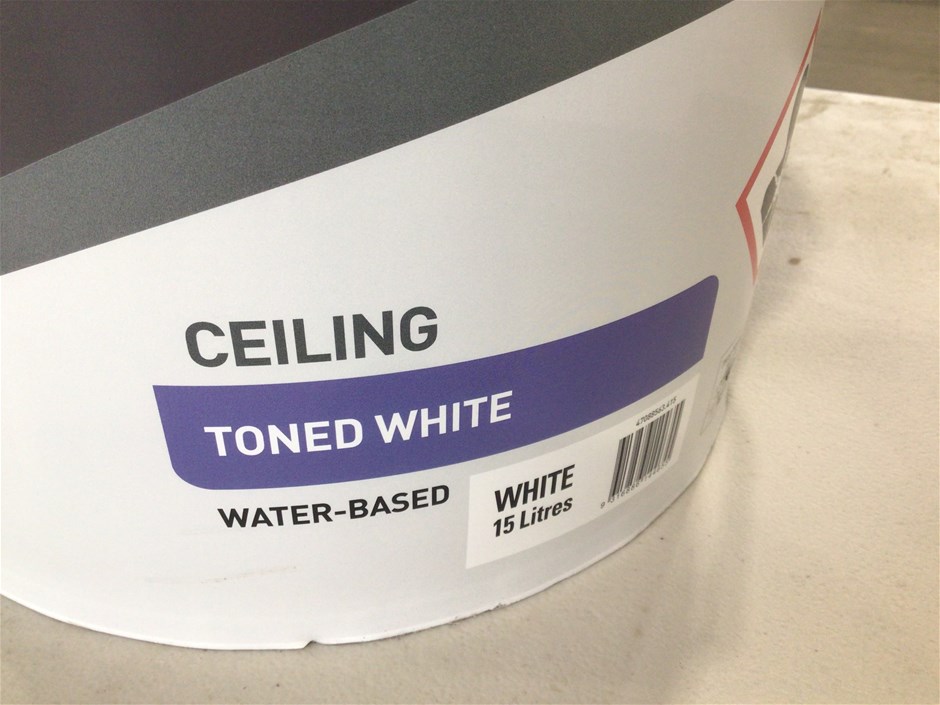 CEILING
TONED WHITE
WATER-BASED
WHITE
15 Litres